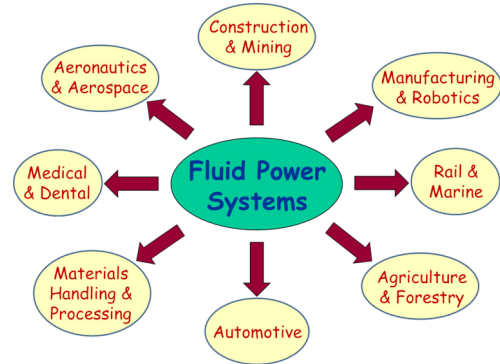 Construction
& Mining
Aeronautics
& Aerospace
Manufacturing
& Robotics
Medical
& Dental
Fluid Power
Systems
Rail &
Marine
Materials
Handling &
Processing
Automotive
Agriculture
& Forestry